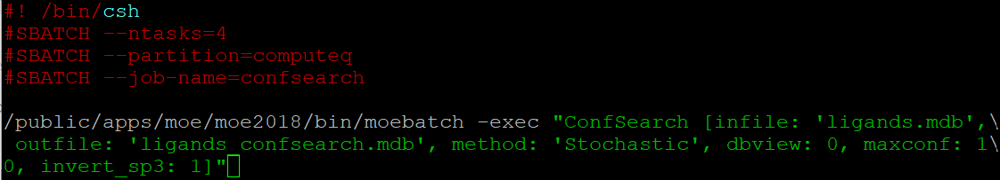 #! /bin/csh
#SBATCH --ntasks=4
#SBATCH --partition=computeq
#SBATCH --job-name=confsearch
/public/apps/moe/moe2018/bin/moebatch -exec "ConfSearch [infile: 'ligands.mdb',\
 outfile: 'ligands_confsearch.mdb', method: 'Stochastic', dbview: 0, maxconf: 1\
0, invert_sp3: 1]"